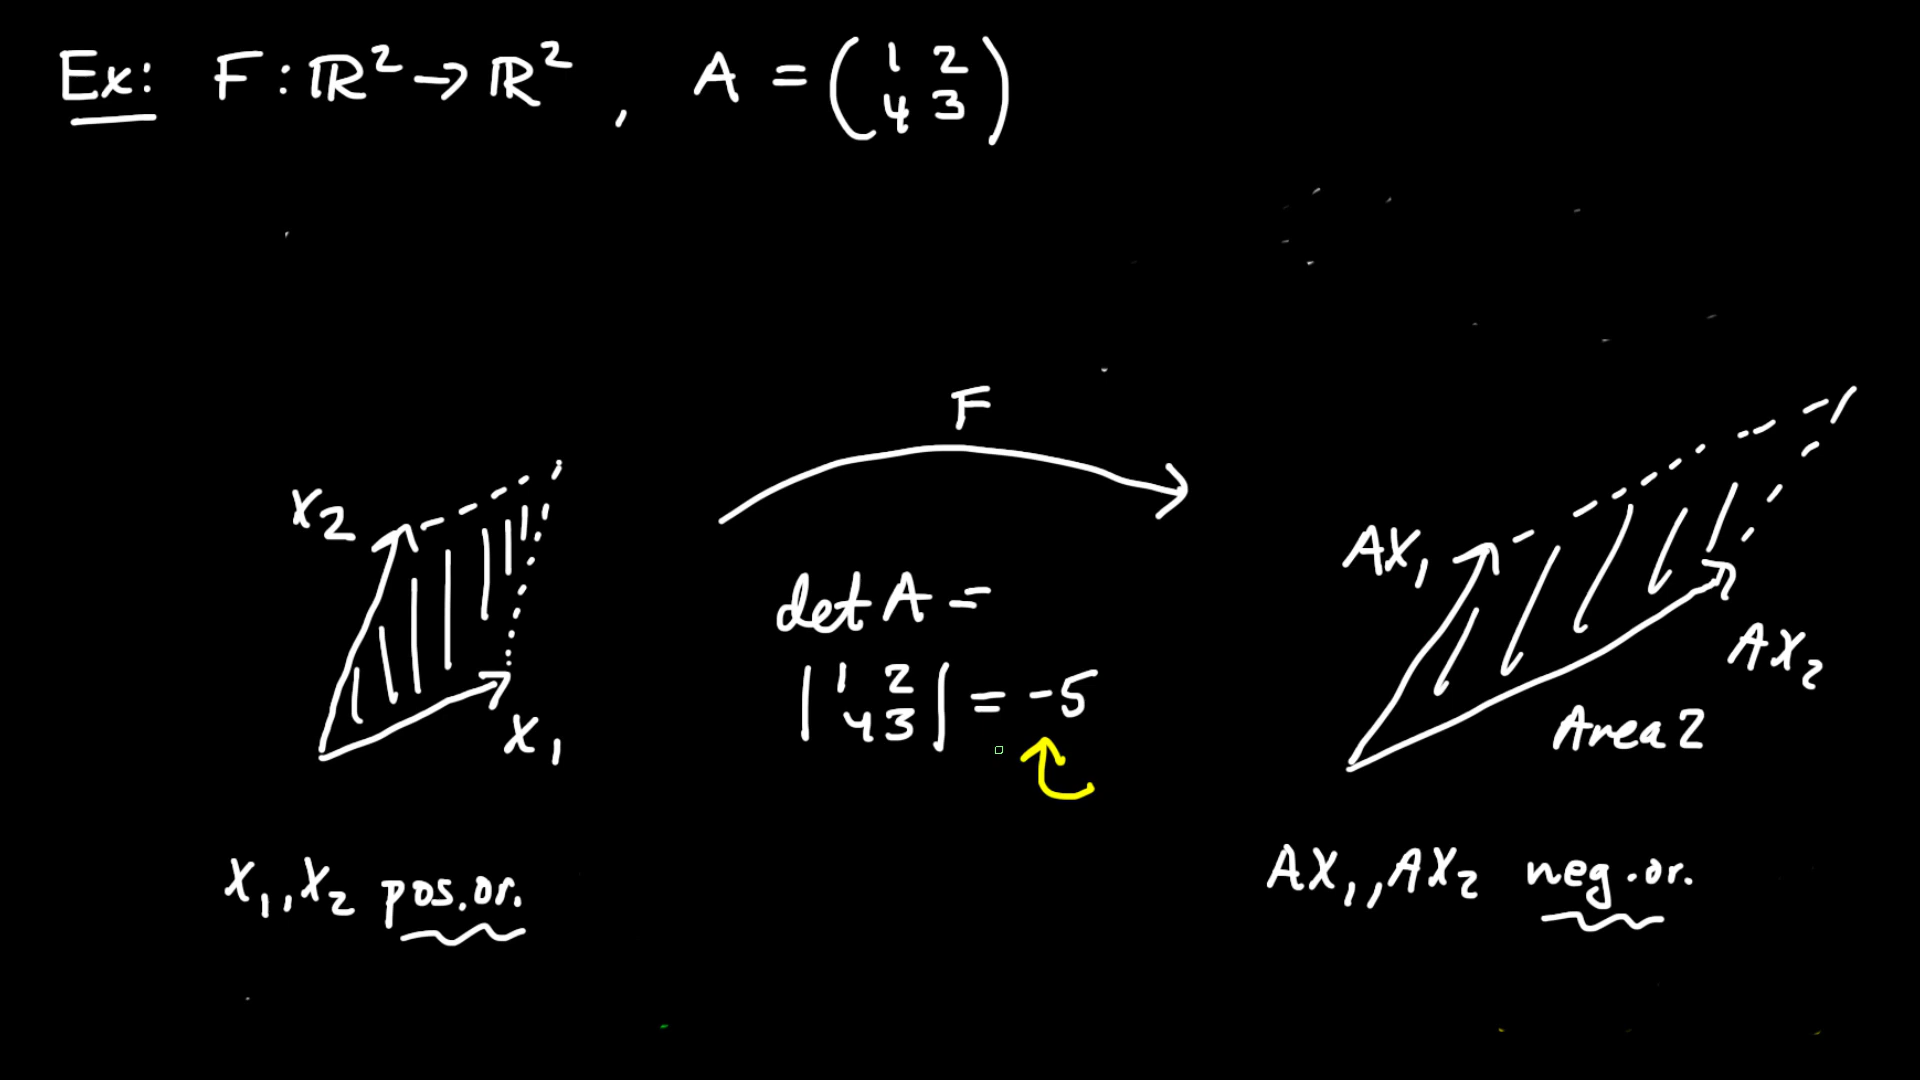 Ex: F : ℝ² → ℝ² , A = (1 2
4 3)
F
X₂
X₁
det A =
|1 2
4 3| = -5
AX₁
AX₂
Area 2
X₁, X₂ pos. or.
AX₁, AX₂ neg. or.